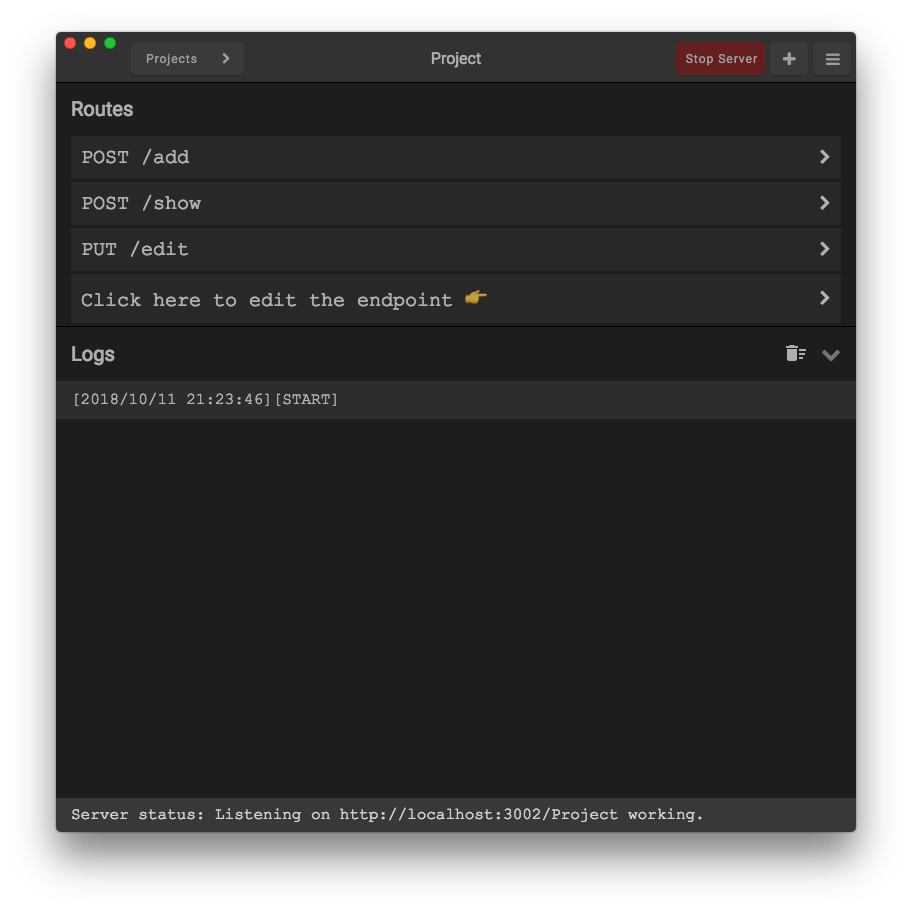 Projects
Project
Stop Server
Routes
POST /add
POST /show
PUT /edit
Click here to edit the endpoint 👉
Logs
[2018/10/11 21:23:46][START]
Server status: Listening on http://localhost:3002/Project working.